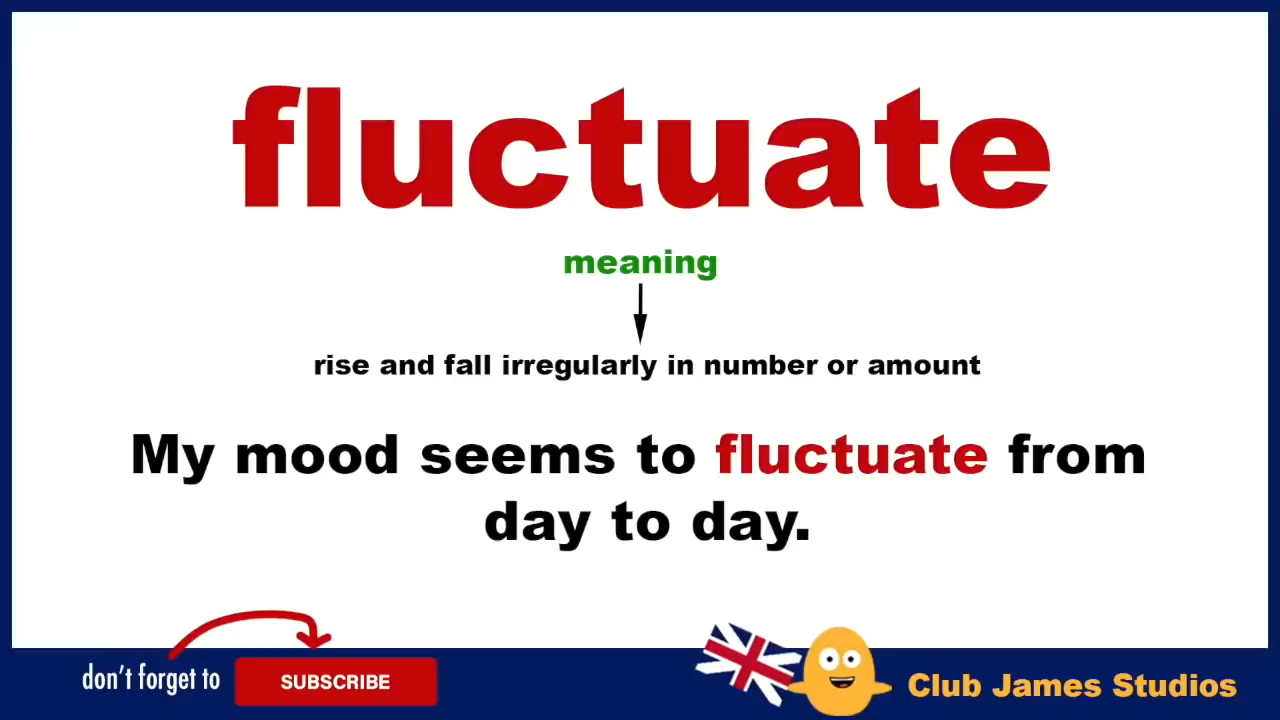 fluctuate
meaning
rise and fall irregularly in number or amount
My mood seems to fluctuate from
day to day.
don't forget to
SUBSCRIBE
Club James Studios